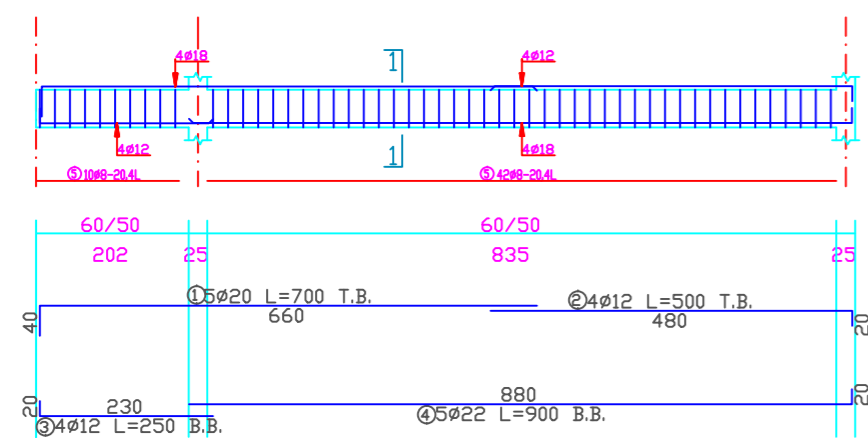 4ø18
4ø12
1
1
4ø12
4ø18
⑤10ø8-20,4L
⑤42ø8-20,4L
60/50
60/50
202
25
835
25
①5ø20 L=700 T.B.
660
②4ø12 L=500 T.B.
480
40
20
20
230
③4ø12 L=250 B.B.
880
④5ø22 L=900 B.B.
20